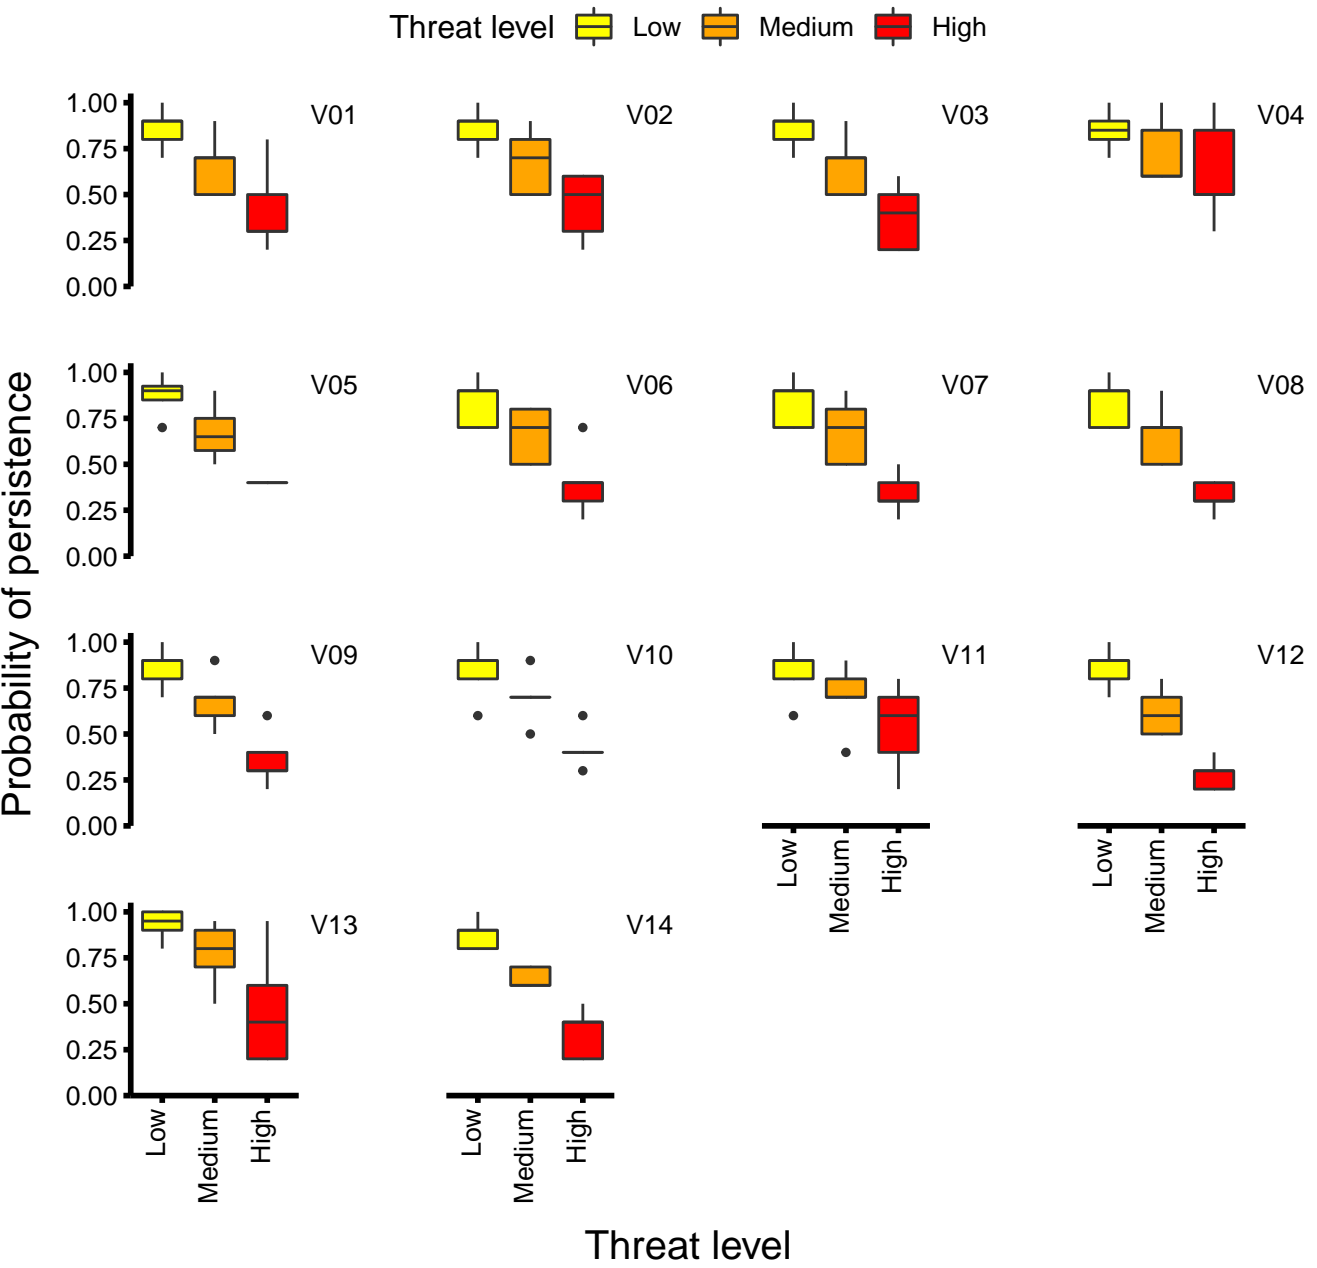 Threat level Low Medium High
V01 V02 V03 V04
1.00
0.75
0.50
0.25
0.00
V05 V06 V07 V08
1.00
0.75
0.50
0.25
0.00
Probability of persistence
V09 V10 V11 V12
1.00
0.75
0.50
0.25
0.00
Low Medium High Low Medium High
V13 V14
1.00
0.75
0.50
0.25
0.00
Low Medium High Low Medium High
Threat level